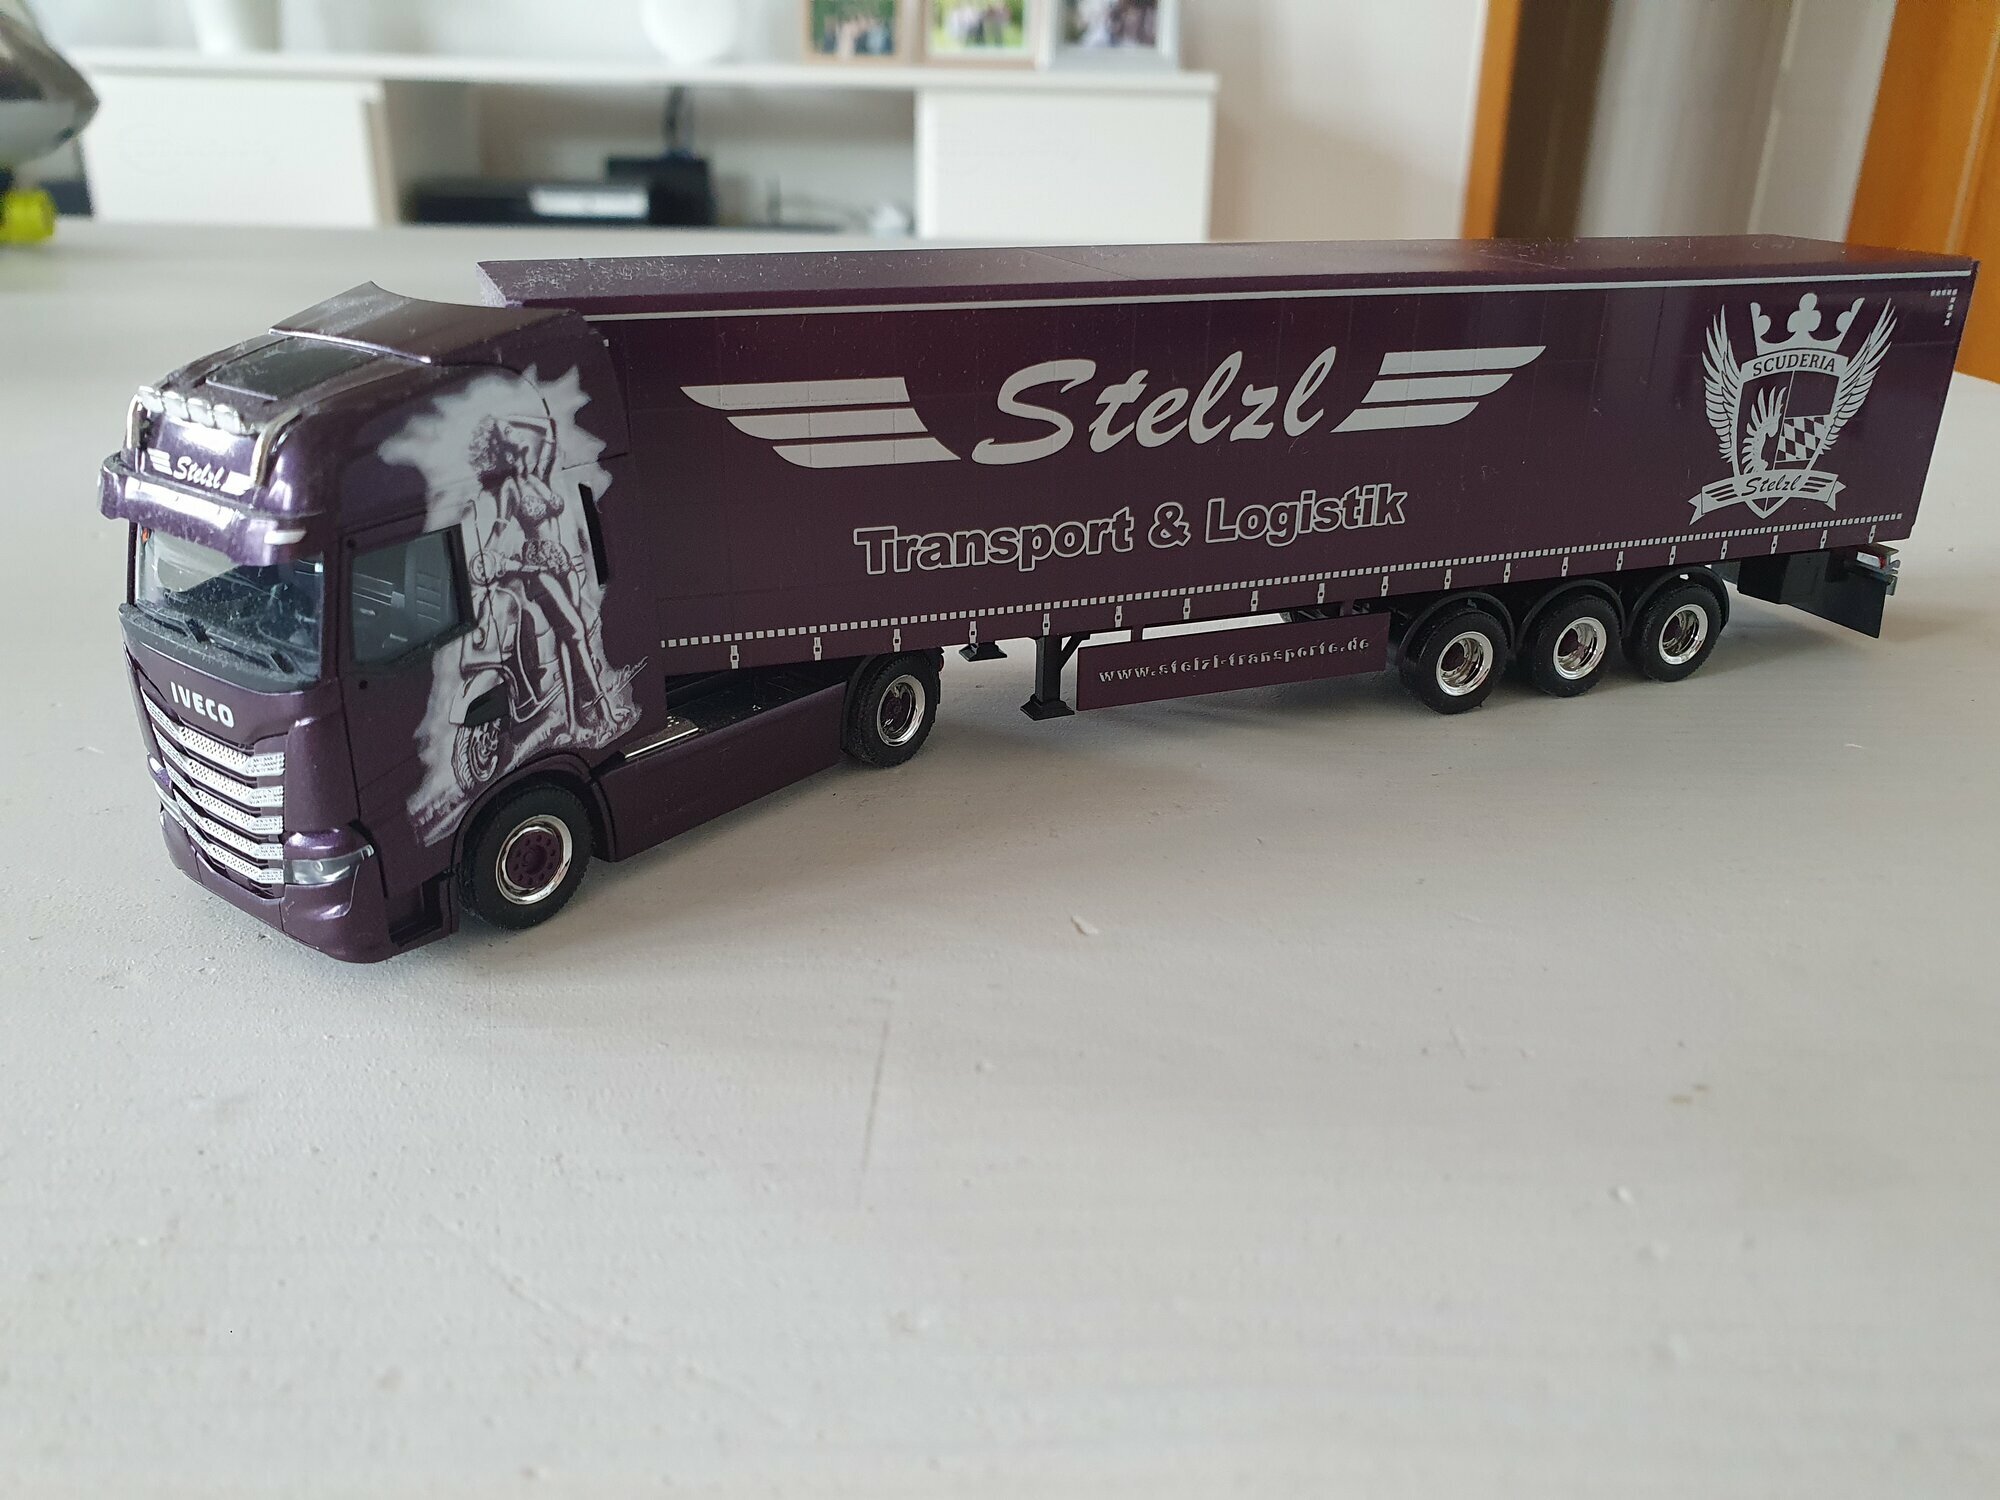 Stelzl
IVECO
Stelzl
Transport & Logistik
www.stelzl-transporte.de
SCUDERIA
Stelzl